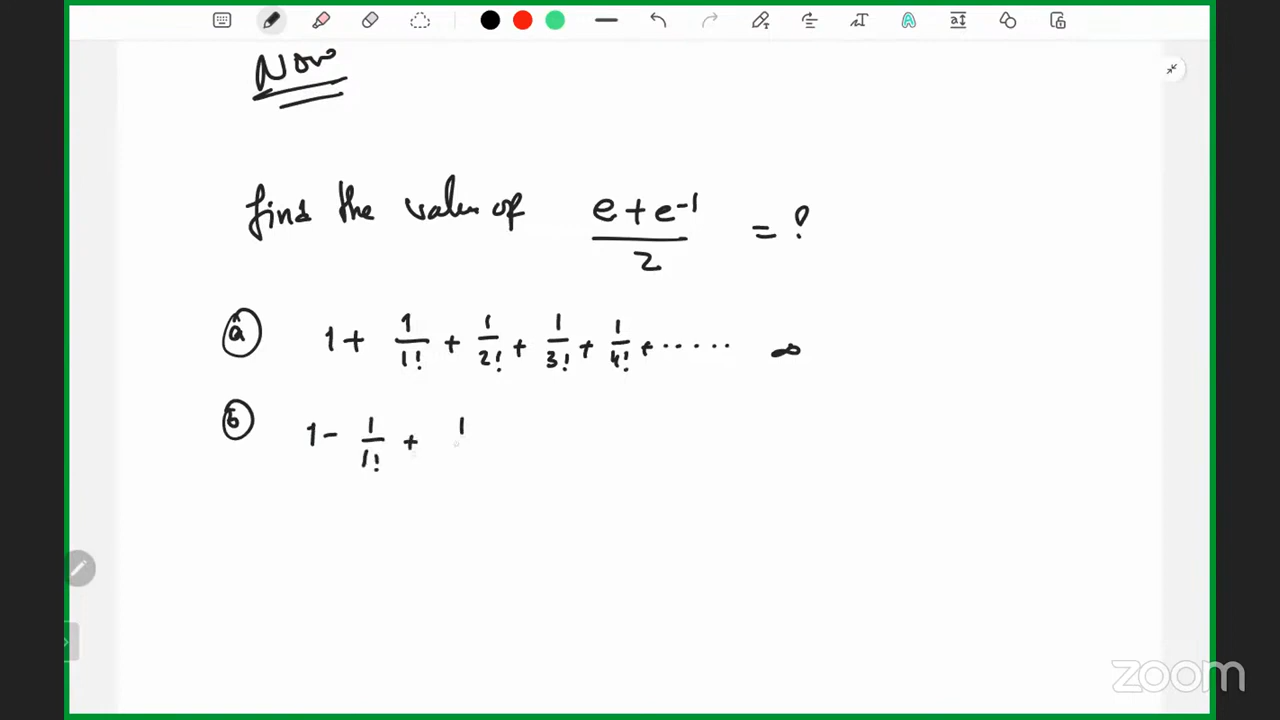 Now
find the value of e + e⁻¹ / 2 = ?
ⓐ 1 + 1/1! + 1/2! + 1/3! + 1/4! + ...... ∞
ⓑ 1 - 1/1! + 1
zoom